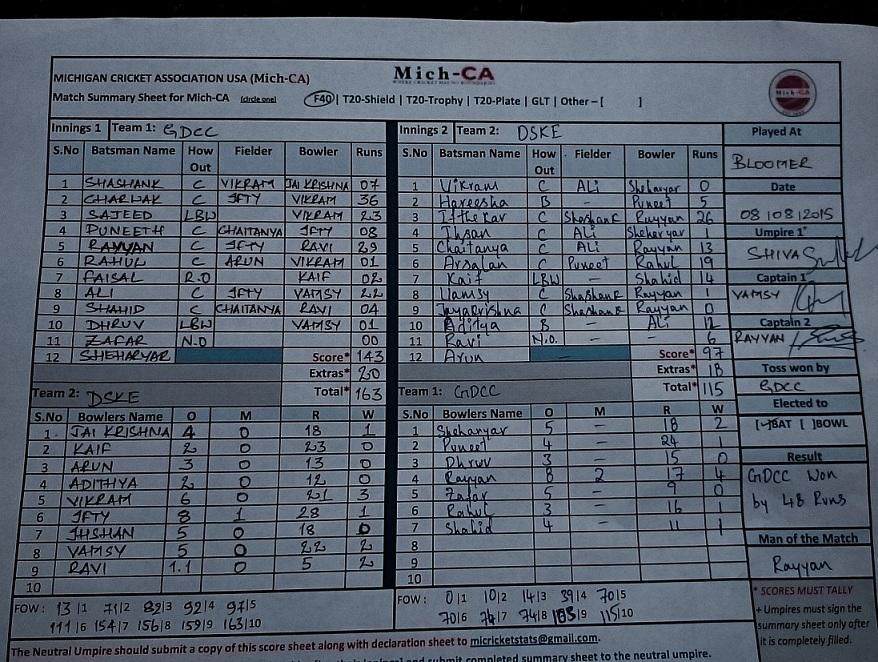 MICHIGAN CRICKET ASSOCIATION USA (Mich-CA) Mich-CA
Match Summary Sheet for Mich-CA (circle one) F40 | T20-Shield | T20-Trophy | T20-Plate | GLT | Other – [ ]
Innings 1 Team 1: GDCC
S.No Batsman Name How Out Fielder Bowler Runs
1 SHASHANK C VIKRAM JAI KRISHNA 07
2 CHARWAK C JFTY VIKRAM 36
3 SAJEED LBW VIKRAM 23
4 PUNEETH C CHAITANYA JFTY 08
5 RAYYAN C JFTY RAVI 29
6 RAHUL C ARUN VIKRAM 01
7 FAISAL R.O KAIF 02
8 ALI C JFTY VAMSY 22
9 SHAHID C CHAITANYA RAVI 04
10 DHRUV LBW VAMSY 01
11 ZAFAR N.O 00
12 SHEHARYAR Score* 143
Extras* 20
Total* 163
Team 2: DSKE
S.No Bowlers Name O M R W
1 JAI KRISHNA 4 0 18 1
2 KAIF 2 0 23 0
3 ARUN 3 0 13 0
4 ADITHYA 2 0 12 0
5 VIKRAM 6 0 21 3
6 JFTY 8 1 28 1
7 JHSHAN 5 0 18 0
8 VAMSY 5 0 22 2
9 RAVI 1.1 0 5 2
10
FOW : 13/1 71/2 82/3 92/4 97/5
111/6 154/7 156/8 159/9 163/10
Innings 2 Team 2: DSKE
S.No Batsman Name How Out Fielder Bowler Runs
1 Vikram C ALi Sheharyar 0
2 Hareesha B - Puneet 5
3 Ifthekar C Shashank Rayyan 26
4 Ihsan C Ali Sheheryar 1
5 Chaitanya C ALi Rayyan 13
6 Arsalan C Puneet Rahul 19
7 Kaif LBW - Shahid 14
8 Vamsy C Shashank Rayyan 1
9 Jayakrishna C Shashank Rayyan 0
10 Aditya B - ALi 12
11 Ravi N.O. - - 6
12 Arun - Score* 97
Extras* 18
Total* 115
Team 1: GDCC
S.No Bowlers Name O M R W
1 Sheharyar 5 - 18 2
2 Puneet 4 - 24 1
3 Dhruv 3 - 15 0
4 Rayyan 8 2 17 4
5 Zafar 5 - 9 0
6 Rahul 3 - 16 1
7 Shahid 4 - 11 1
8
9
10
FOW : 0/1 10/2 14/3 39/4 70/5
70/6 74/7 74/8 103/9 115/10
Mich-CA
Played At
BLOOMER
Date
08/08/2015
Umpire 1*
SHIVA
Captain 1
VAMSY
Captain 2
RAYYAN
Toss won by
GDCC
Elected to
[ ]BAT [ ]BOWL
Result
GDCC Won
by 48 Runs
Man of the Match
Rayyan
* SCORES MUST TALLY
+ Umpires must sign the
summary sheet only after
it is completely filled.
The Neutral Umpire should submit a copy of this score sheet along with declaration sheet to micricketstats@gmail.com.
submit completed summary sheet to the neutral umpire.